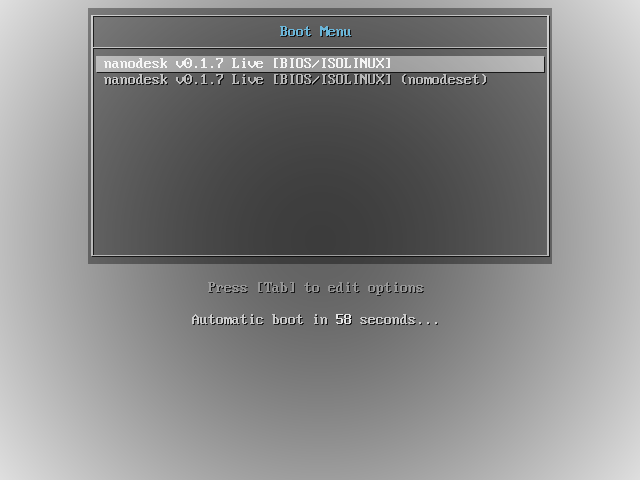 Boot Menu
nanodesk v0.1.7 Live [BIOS/ISOLINUX]
nanodesk v0.1.7 Live [BIOS/ISOLINUX] (nomodeset)
Press [Tab] to edit options
Automatic boot in 58 seconds...